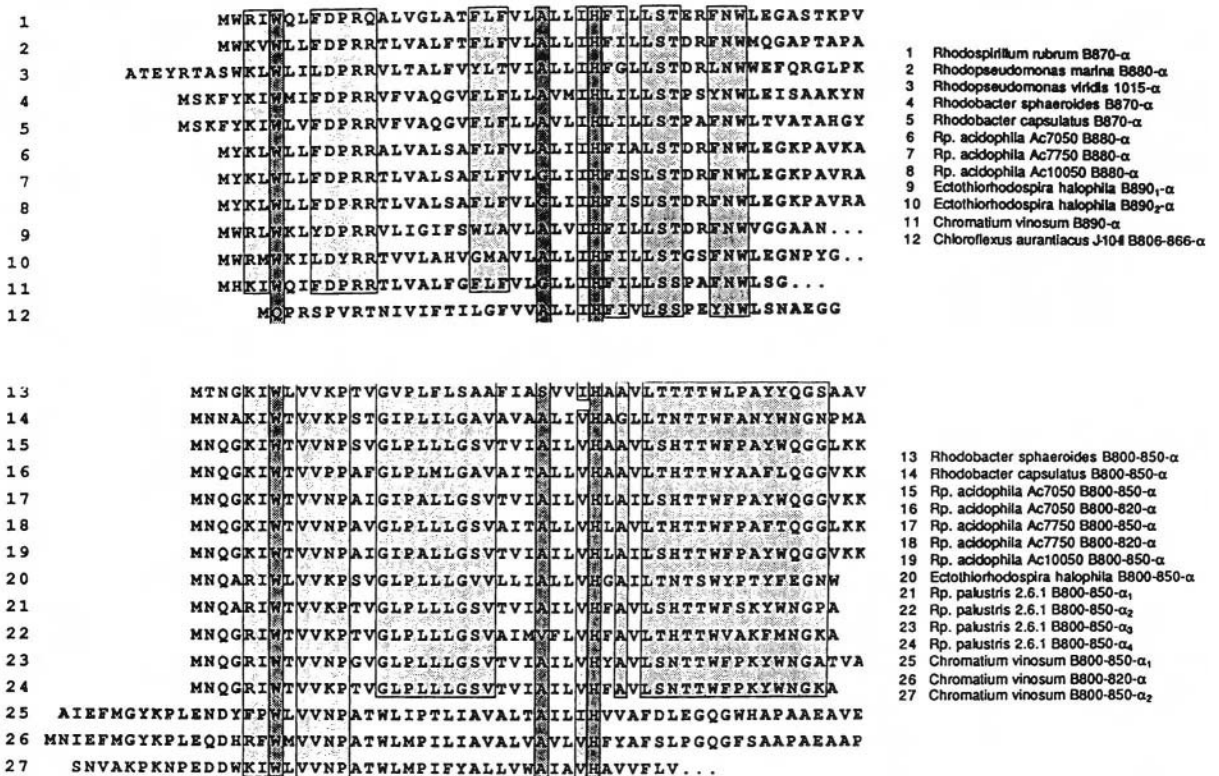 1 MWRIWQLFDPRQALVGLATFLFVLALLIHFILLSTERFNWLEGASTKPV
2 MWKVWLLFDPRRTLVALFTFLFVLALLIHFILLSTDRFNWMQGAPTAPA
3 ATEYRTASWKLWLILDPRRVLTALFVYLTVIALLIHFGLLSTDRLNWWEFQRGLPK
4 MSKFYKIWMIFDPRRVFVAQGVFLFLLAVMIHLILLSTPSYNWLEISAAKYN
5 MSKFYKIWLVFDPRRVFVAQGVFLFLLAVLIHLILLSTPAFNWLTVATAHGY
6 MYKLWLLFDPRRALVALSAFLFVLALIIHFIALSTDRFNWLEGKPAVKA
7 MYKLWLLFDPRRALVALSAFLFVLGLIIHFISLSTDRFNWLEGKPAVRA
8 MYKLWLLFDPRRALVALSAFLFVLGLIIHFISLSTDRFNWLEGKPAVRA
9 MWRLWKLYDPRRVLIGIFSWLAVLALVIHFILLSTDRFNWVGGAAN...
10 MWRMWKILDYRRTVVLAHVGMAVLALLIHFILLSTGSFNWLEGNPYG..
11 MHKIWQIFDPRRTLVALFGFLFVLGLLIHFILLSSPAFNWLSG...
12 MQPRSPVRTNIVIFTILGFVVALLIHFIVLSSPEYNWLSNAEGG
1 Rhodospirillum rubrum B870-α
2 Rhodopseudomonas marina B880-α
3 Rhodopseudomonas viridis 1015-α
4 Rhodobacter sphaeroides B870-α
5 Rhodobacter capsulatus B870-α
6 Rp. acidophila Ac7050 B880-α
7 Rp. acidophila Ac7750 B880-α
8 Rp. acidophila Ac10050 B880-α
9 Ectothiorhodospira halophila B890₁-α
10 Ectothiorhodospira halophila B890₂-α
11 Chromatium vinosum B890-α
12 Chloroflexus aurantiacus J-10-fl B806-866-α
13 MTNGKIWLVVKPTVGVPLFLSAAFIASVVIHAAVLTTTTWLPAYYQGSAAV
14 MNNAKIWTVVKPSTGIPLILGAVAVAALIVHAGLLTNTTWFANYWNGNPMA
15 MNQGKIWTVVNPSVGLPLLLGSVTVIAILVHAAVLSHTTWFPAYWQGGLKK
16 MNQGKIWTVVPPAFGLPLMLGAVAITALLVHAAVLTHTTWYAAFLQGGVKK
17 MNQGKIWTVVNPAIGIPALLGSVTVIAILVHLAILSHTTWFPAYWQGGVKK
18 MNQGKIWTVVNPAVGLPLLLGSVAITALLVHLAVLTHTTWFPAFTQGGLKK
19 MNQGKIWTVVNPAIGIPLLLGSVTVIAILVHLAILSHTTWFPAYWQGGVKK
20 MNQARIWLVVKPSVGLPLLLGVVLLIALLVHGAILTNTSWYPTYFEGNW
21 MNQARIWTVVKPTVGLPLLLGSVTVIAILVHFAVLSHTTWFSKYWNGPA
22 MNQGRIWTVVKPTVGLPLLLGSVAIMVFLVHFAVLTHTTWVAKFMNGKA
23 MNQGRIWTVVNPGVGLPLLLGSVTVIAILVHYAVLSNTTWFPKYWNGATVA
24 MNQGRIWTVVKPTVGLPLLLGSVTVIAILVHFAVLSNTTWFPKYWNGKA
25 AIEFMGYKPLENDYFPWLVVNPATWLIPTLIAVALTAILIHVVAFDLEGQGWHAPAAEAVE
26 MNIEFMGYKPLEQDHRFWMVVNPATWLMPILIAVALVAVLVHFYAFSLPGQGFSAAPAEAAP
27 SNVAKPKNPEDDWKIWLVVNPATWLMPIFYALLVWAIAVHAVVFLV...
13 Rhodobacter sphaeroides B800-850-α
14 Rhodobacter capsulatus B800-850-α
15 Rp. acidophila Ac7050 B800-850-α
16 Rp. acidophila Ac7050 B800-820-α
17 Rp. acidophila Ac7750 B800-850-α
18 Rp. acidophila Ac7750 B800-820-α
19 Rp. acidophila Ac10050 B800-850-α
20 Ectothiorhodospira halophila B800-850-α
21 Rp. palustris 2.6.1 B800-850-α₁
22 Rp. palustris 2.6.1 B800-850-α₂
23 Rp. palustris 2.6.1 B800-850-α₃
24 Rp. palustris 2.6.1 B800-850-α₄
25 Chromatium vinosum B800-850-α₁
26 Chromatium vinosum B800-820-α
27 Chromatium vinosum B800-850-α₂